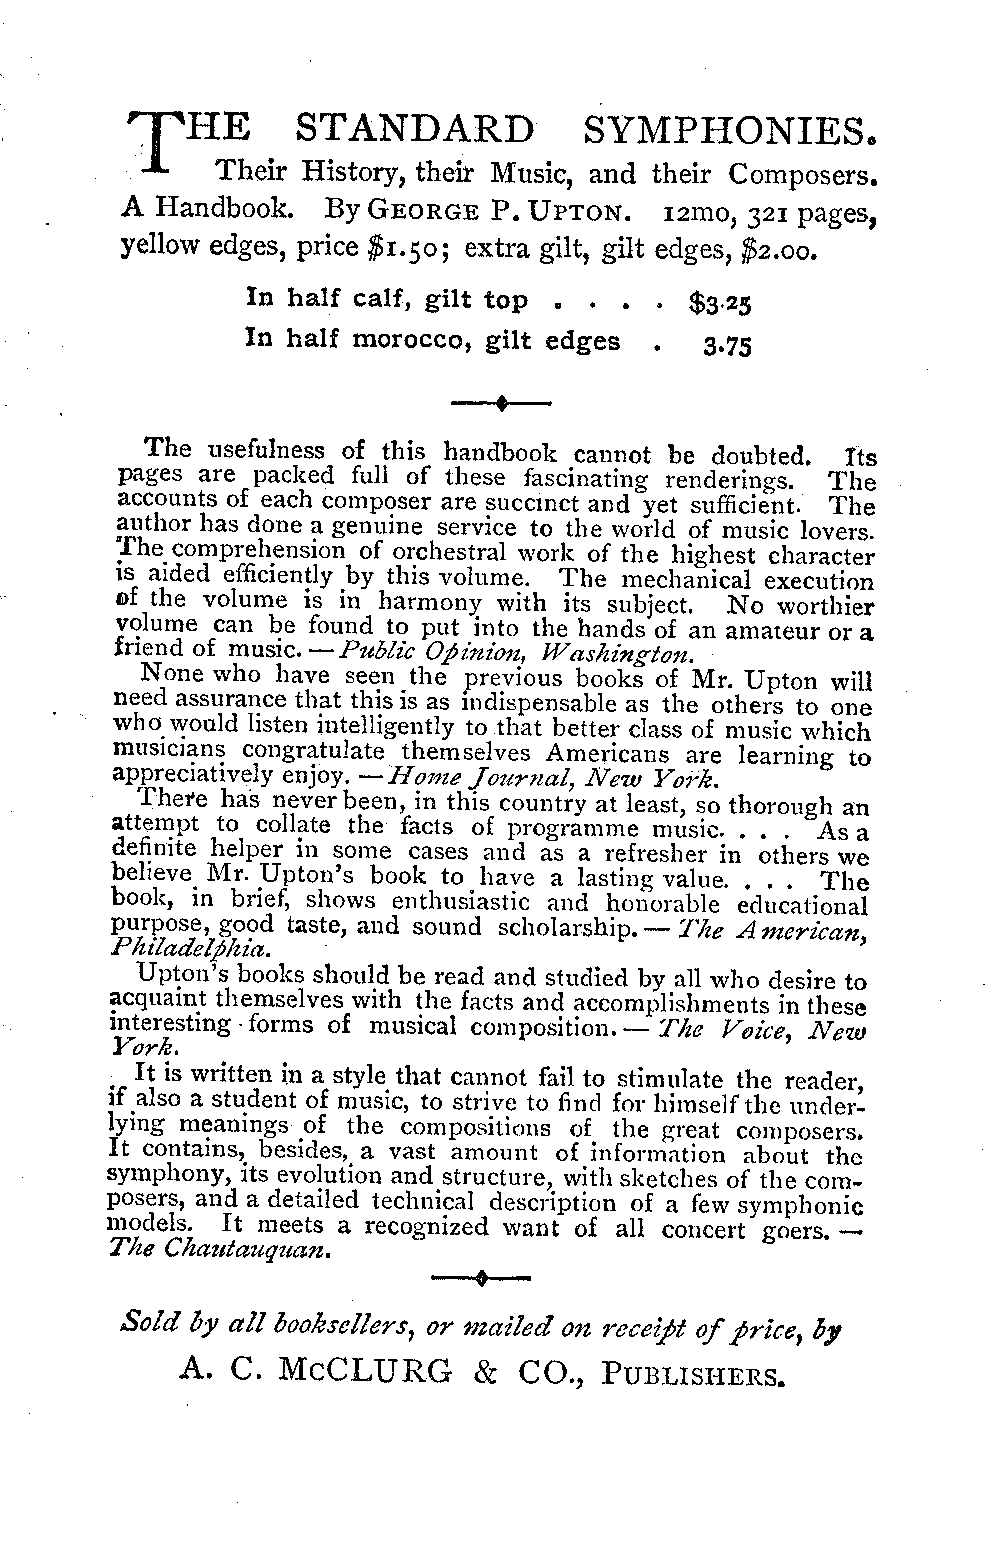 THE STANDARD SYMPHONIES.
Their History, their Music, and their Composers.
A Handbook. By GEORGE P. UPTON. 12mo, 321 pages,
yellow edges, price $1.50; extra gilt, gilt edges, $2.00.
In half calf, gilt top . . . . $3.25
In half morocco, gilt edges . 3.75
The usefulness of this handbook cannot be doubted. Its
pages are packed full of these fascinating renderings. The
accounts of each composer are succinct and yet sufficient. The
author has done a genuine service to the world of music lovers.
The comprehension of orchestral work of the highest character
is aided efficiently by this volume. The mechanical execution
of the volume is in harmony with its subject. No worthier
volume can be found to put into the hands of an amateur or a
friend of music. — Public Opinion, Washington.
None who have seen the previous books of Mr. Upton will
need assurance that this is as indispensable as the others to one
who would listen intelligently to that better class of music which
musicians congratulate themselves Americans are learning to
appreciatively enjoy. — Home Journal, New York.
There has never been, in this country at least, so thorough an
attempt to collate the facts of programme music. . . . As a
definite helper in some cases and as a refresher in others we
believe Mr. Upton's book to have a lasting value. . . . The
book, in brief, shows enthusiastic and honorable educational
purpose, good taste, and sound scholarship. — The American,
Philadelphia.
Upton's books should be read and studied by all who desire to
acquaint themselves with the facts and accomplishments in these
interesting forms of musical composition. — The Voice, New
York.
It is written in a style that cannot fail to stimulate the reader,
if also a student of music, to strive to find for himself the under-
lying meanings of the compositions of the great composers.
It contains, besides, a vast amount of information about the
symphony, its evolution and structure, with sketches of the com-
posers, and a detailed technical description of a few symphonic
models. It meets a recognized want of all concert goers. —
The Chautauquan.
Sold by all booksellers, or mailed on receipt of price, by
A. C. McCLURG & CO., PUBLISHERS.